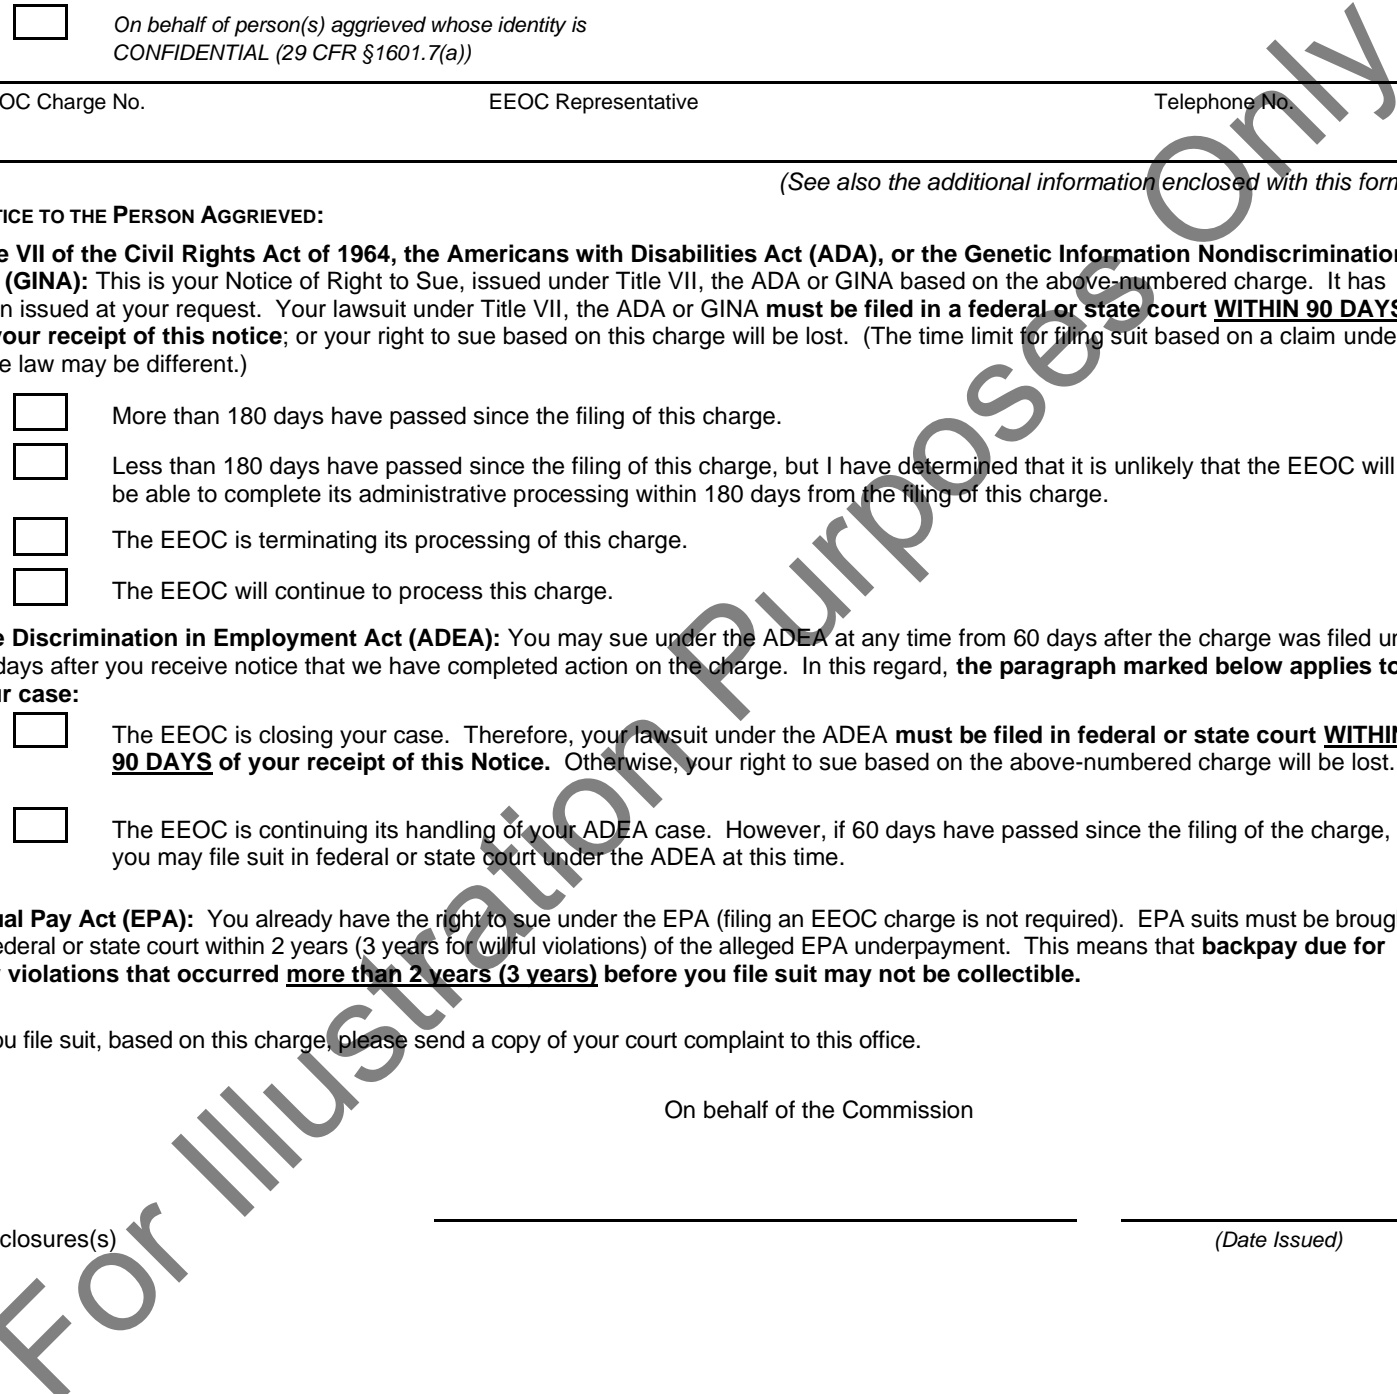 On behalf of person(s) aggrieved whose identity is
CONFIDENTIAL (29 CFR §1601.7(a))
OC Charge No. EEOC Representative Telephone No.
(See also the additional information enclosed with this form
TICE TO THE PERSON AGGRIEVED:
e VII of the Civil Rights Act of 1964, the Americans with Disabilities Act (ADA), or the Genetic Information Nondiscrimination
(GINA): This is your Notice of Right to Sue, issued under Title VII, the ADA or GINA based on the above-numbered charge. It has
n issued at your request. Your lawsuit under Title VII, the ADA or GINA must be filed in a federal or state court WITHIN 90 DAYS
your receipt of this notice; or your right to sue based on this charge will be lost. (The time limit for filing suit based on a claim unde
e law may be different.)
More than 180 days have passed since the filing of this charge.
Less than 180 days have passed since the filing of this charge, but I have determined that it is unlikely that the EEOC will
be able to complete its administrative processing within 180 days from the filing of this charge.
The EEOC is terminating its processing of this charge.
The EEOC will continue to process this charge.
e Discrimination in Employment Act (ADEA): You may sue under the ADEA at any time from 60 days after the charge was filed un
days after you receive notice that we have completed action on the charge. In this regard, the paragraph marked below applies to
ur case:
The EEOC is closing your case. Therefore, your lawsuit under the ADEA must be filed in federal or state court WITHIN
90 DAYS of your receipt of this Notice. Otherwise, your right to sue based on the above-numbered charge will be lost.
The EEOC is continuing its handling of your ADEA case. However, if 60 days have passed since the filing of the charge,
you may file suit in federal or state court under the ADEA at this time.
ual Pay Act (EPA): You already have the right to sue under the EPA (filing an EEOC charge is not required). EPA suits must be broug
ederal or state court within 2 years (3 years for willful violations) of the alleged EPA underpayment. This means that backpay due for
y violations that occurred more than 2 years (3 years) before you file suit may not be collectible.
ou file suit, based on this charge, please send a copy of your court complaint to this office.
On behalf of the Commission
closures(s) (Date Issued)
For Illustration Purposes Only